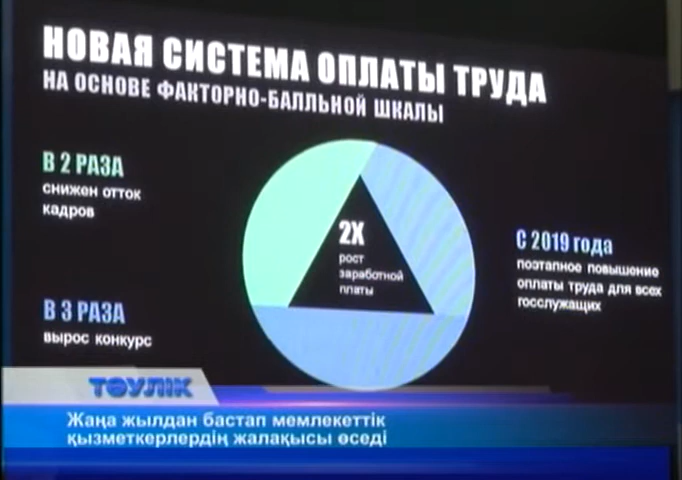 НОВАЯ СИСТЕМА ОПЛАТЫ ТРУДА
НА ОСНОВЕ ФАКТОРНО-БАЛЛЬНОЙ ШКАЛЫ
В 2 РАЗА
снижен отток
кадров
2X
рост
заработной
платы
С 2019 года
поэтапное повышение
оплаты труда для всех
госслужащих
В 3 РАЗА
вырос конкурс
ТӘУЛІК
Жаңа жылдан бастап мемлекеттік
қызметкерлердің жалақысы өседі